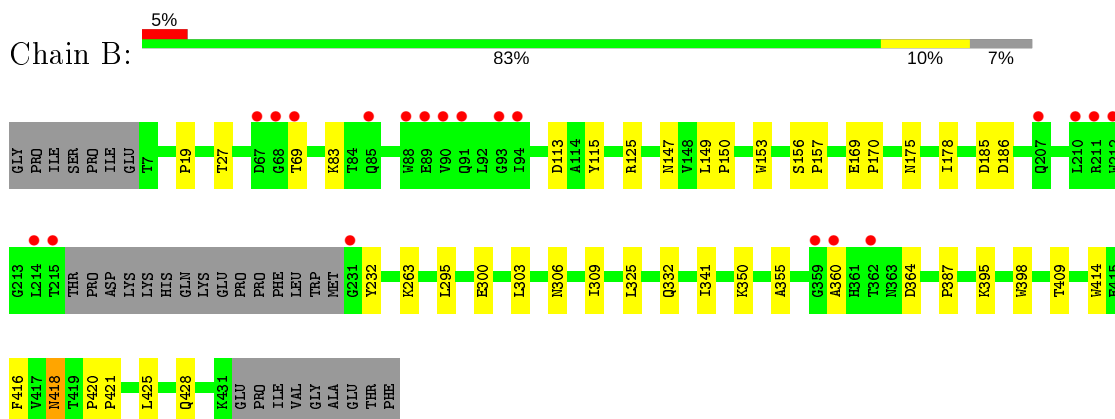 5%
Chain B:
83%
10%
7%
GLY PRO ILE SER PRO ILE GLU T7 P19 T27 D67 G68 T69 K83 T84 Q85 W88 E89 V90 Q91 L92 G93 I94 D113 A114 Y115 R125 N147 V148 L149 P150 W153 S156 P157 E169 P170 N175 I178 D185 D186 Q207 L210 R211 W212
G213 L214 T215 THR PRO ASP LYS LYS HIS GLN LYS GLU PRO PRO PHE LEU TRP MET G231 Y232 K263 L295 E300 L303 N306 I309 L325 Q332 I341 K350 A355 G359 A360 H361 T362 N363 D364 P387 K395 W398 T409 W414 E415
F416 V417 N418 T419 P420 P421 L425 Q428 K431 GLU PRO ILE VAL GLY ALA GLU THR PHE